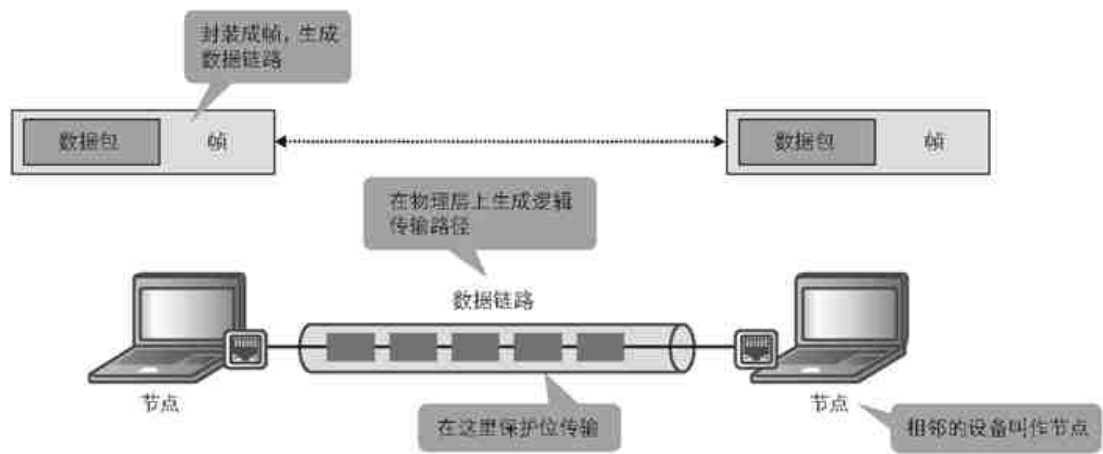 封装成帧，生成
数据链路
数据包
帧
数据包
帧
在物理层上生成逻辑
传输路径
数据链路
节点
节点
在这里保护位传输
相邻的设备叫作节点